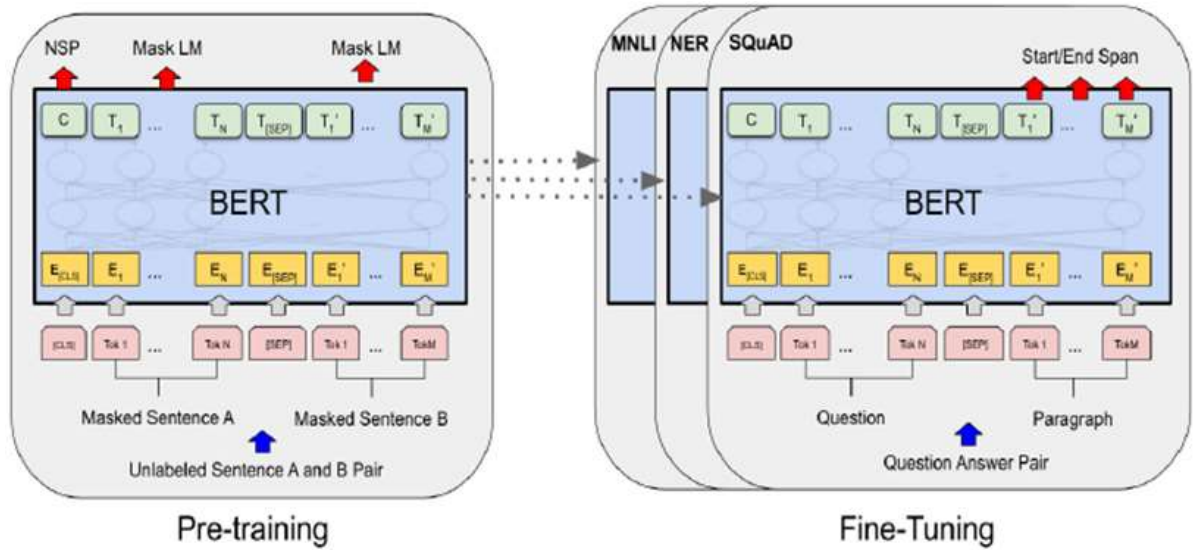 NSP Mask LM Mask LM
C T1 ... TN T[SEP] T1' ... TM'
BERT
E[CLS] E1 ... EN E[SEP] E1' ... EM'
[CLS] Tok 1 ... Tok N [SEP] Tok 1 ... TokM
Masked Sentence A Masked Sentence B
Unlabeled Sentence A and B Pair
Pre-training
MNLI NER SQuAD
Start/End Span
C T1 ... TN T[SEP] T1' ... TM'
BERT
E[CLS] E1 ... EN E[SEP] E1' ... EM'
[CLS] Tok 1 ... Tok N [SEP] Tok 1 ... TokM
Question Paragraph
Question Answer Pair
Fine-Tuning